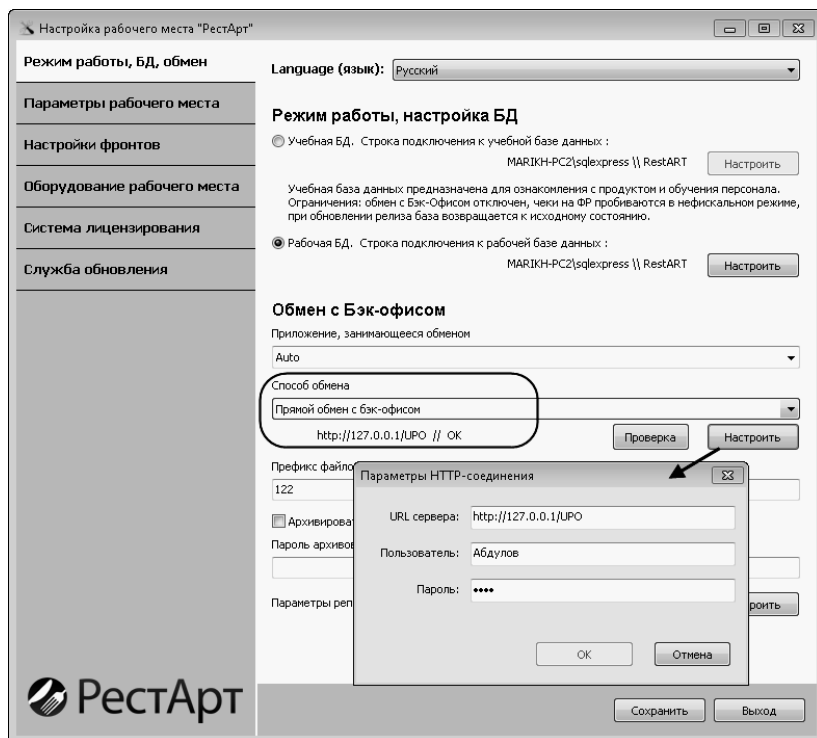 Настройка рабочего места "РестАрт"
Режим работы, БД, обмен
Параметры рабочего места
Настройки фронтов
Оборудование рабочего места
Система лицензирования
Служба обновления
Language (язык): Русский
Режим работы, настройка БД
Учебная БД. Строка подключения к учебной базе данных :
MARIKH-PC2\sqlexpress \\ RestART Настроить
Учебная база данных предназначена для ознакомления с продуктом и обучения персонала.
Ограничения: обмен с Бэк-Офисом отключен, чеки на ФР пробиваются в нефискальном режиме,
при обновлении релиза база возвращается к исходному состоянию.
Рабочая БД. Строка подключения к рабочей базе данных :
MARIKH-PC2\sqlexpress \\ RestART Настроить
Обмен с Бэк-офисом
Приложение, занимающееся обменом
Auto
Способ обмена
Прямой обмен с бэк-офисом
http://127.0.0.1/UPO // OK Проверка Настроить
Префикс файло
122
Архивироват
Пароль архивов
Параметры реп
роить
Параметры HTTP-соединения
URL сервера: http://127.0.0.1/UPO
Пользователь: Абдулов
Пароль: ••••
OK Отмена
РестАрт
Сохранить Выход